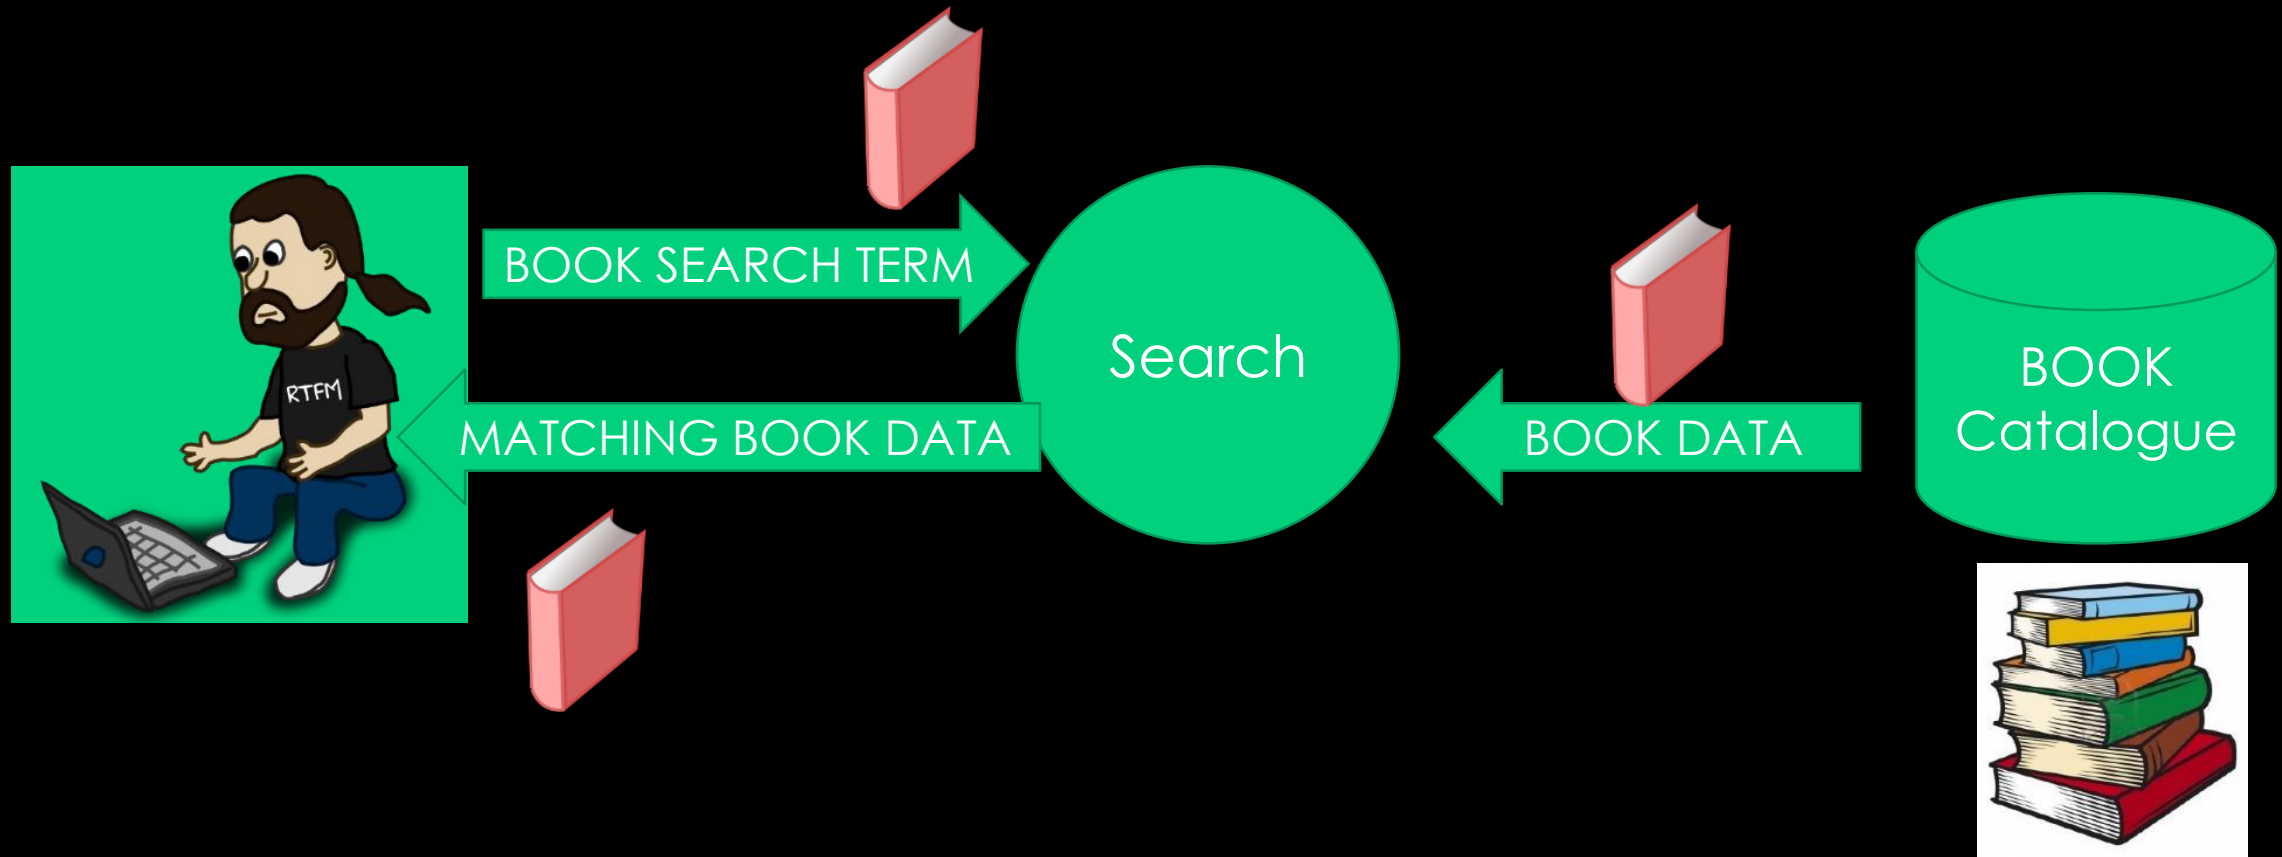 BOOK SEARCH TERM
Search
BOOK
Catalogue
RTFM
MATCHING BOOK DATA
BOOK DATA